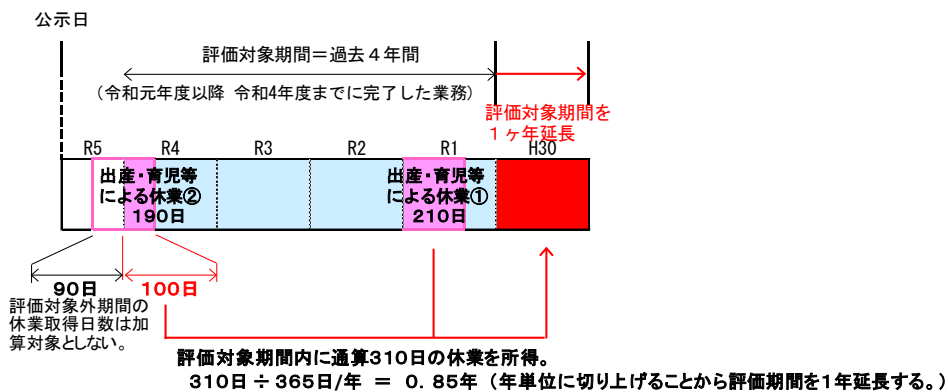 公示日
評価対象期間＝過去４年間
（令和元年度以降 令和4年度までに完了した業務）
評価対象期間を
１ヶ年延長
R5 R4 R3 R2 R1 H30
出産・育児等
による休業②
190日
出産・育児等
による休業①
210日
90日
100日
評価対象外期間の
休業取得日数は加
算対象としない。
評価対象期間内に通算310日の休業を所得。
310日÷365日/年 ＝ 0.85年（年単位に切り上げることから評価期間を1年延長する。）